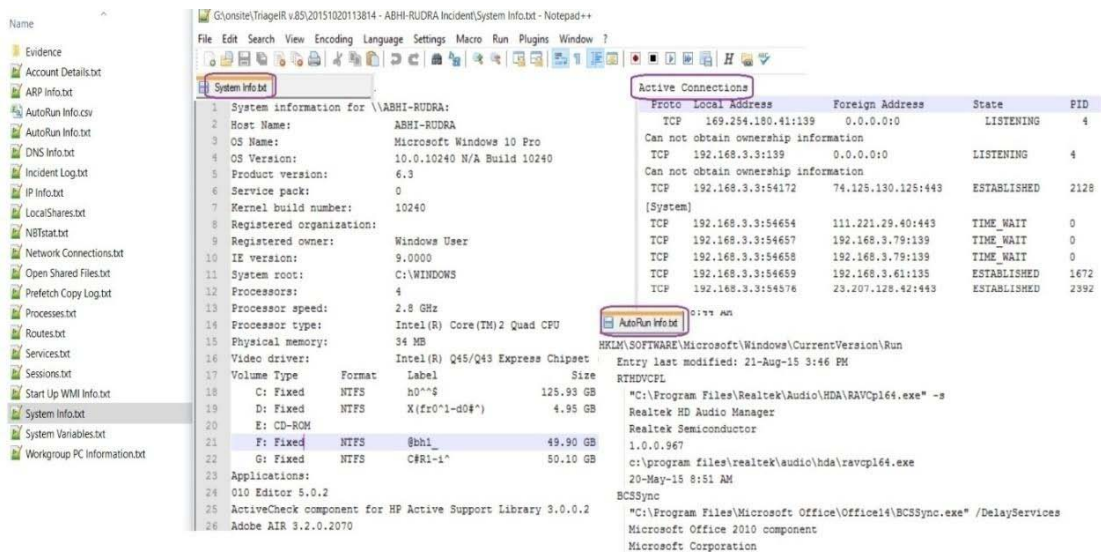 Name
Evidence
Account Details.txt
ARP Info.txt
AutoRun Info.csv
AutoRun Info.txt
DNS Info.txt
Incident Log.txt
IP Info.txt
LocalShares.txt
NBTstat.txt
Network Connections.txt
Open Shared Files.txt
Prefetch Copy Log.txt
Processes.txt
Routes.txt
Services.txt
Sessions.txt
Start Up WMI Info.txt
System Info.txt
System Variables.txt
Workgroup PC Information.txt
G:\onsite\TriageIR v.85\20151020113814 - ABHI-RUDRA Incident\System Info.txt - Notepad++
File Edit Search View Encoding Language Settings Macro Run Plugins Window ?
System Info.txt
1 System information for \\ABHI-RUDRA:
2 Host Name: ABHI-RUDRA
3 OS Name: Microsoft Windows 10 Pro
4 OS Version: 10.0.10240 N/A Build 10240
5 Product version: 6.3
6 Service pack: 0
7 Kernel build number: 10240
8 Registered organization:
9 Registered owner: Windows User
10 IE version: 9.0000
11 System root: C:\WINDOWS
12 Processors: 4
13 Processor speed: 2.8 GHz
14 Processor type: Intel(R) Core(TM)2 Quad CPU
15 Physical memory: 34 MB
16 Video driver: Intel(R) Q45/Q43 Express Chipset
17 Volume Type Format Label Size
18 C: Fixed NTFS h0^^$ 125.93 GB
19 D: Fixed NTFS X(fr0^1-d0#^) 4.95 GB
20 E: CD-ROM
21 F: Fixed NTFS @bh1_ 49.90 GB
22 G: Fixed NTFS C#R1-i^ 50.10 GB
23 Applications:
24 010 Editor 5.0.2
25 ActiveCheck component for HP Active Support Library 3.0.0.2
26 Adobe AIR 3.2.0.2070
Active Connections
Proto Local Address Foreign Address State PID
TCP 169.254.180.41:139 0.0.0.0:0 LISTENING 4
Can not obtain ownership information
TCP 192.168.3.3:139 0.0.0.0:0 LISTENING 4
Can not obtain ownership information
TCP 192.168.3.3:54172 74.125.130.125:443 ESTABLISHED 2128
[System]
TCP 192.168.3.3:54654 111.221.29.40:443 TIME_WAIT 0
TCP 192.168.3.3:54657 192.168.3.79:139 TIME_WAIT 0
TCP 192.168.3.3:54658 192.168.3.79:139 TIME_WAIT 0
TCP 192.168.3.3:54659 192.168.3.61:135 ESTABLISHED 1672
TCP 192.168.3.3:54576 23.207.128.42:443 ESTABLISHED 2392
AutoRun Info.txt
HKLM\SOFTWARE\Microsoft\Windows\CurrentVersion\Run
Entry last modified: 21-Aug-15 3:46 PM
RTHDVCPL
"C:\Program Files\Realtek\Audio\HDA\RAVCpl64.exe" -s
Realtek HD Audio Manager
Realtek Semiconductor
1.0.0.967
c:\program files\realtek\audio\hda\ravcpl64.exe
20-May-15 8:51 AM
BCSSync
"C:\Program Files\Microsoft Office\Office14\BCSSync.exe" /DelayServices
Microsoft Office 2010 component
Microsoft Corporation